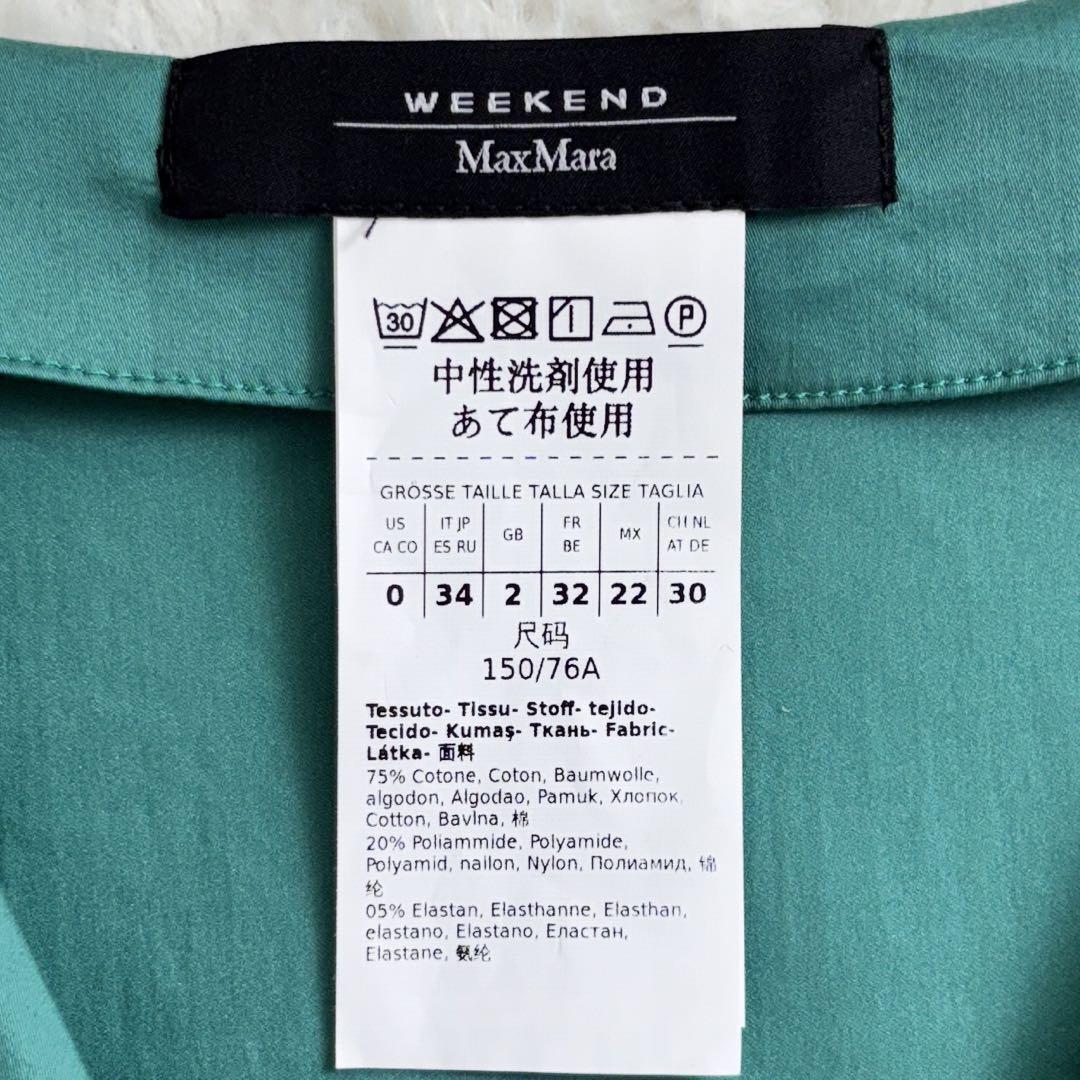 WEEKEND
MaxMara
30 P
中性洗剤使用
あて布使用
GRÖSSE TAILLE TALLA SIZE TAGLIA
US IT JP GB FR MX CH NL
CA CO ES RU BE AT DE
0 34 2 32 22 30
尺码
150/76A
Tessuto- Tissu- Stoff- tejido-
Tecido- Kumaş- Ткань- Fabric-
Látka- 面料
75% Cotone, Coton, Baumwolle,
algodon, Algodao, Pamuk, Хлопок,
Cotton, Bavlna, 棉
20% Poliammide, Polyamide,
Polyamid, nailon, Nylon, Полиамид, 锦
纶
05% Elastan, Elasthanne, Elasthan,
elastano, Elastano, Еластан,
Elastane, 氨纶